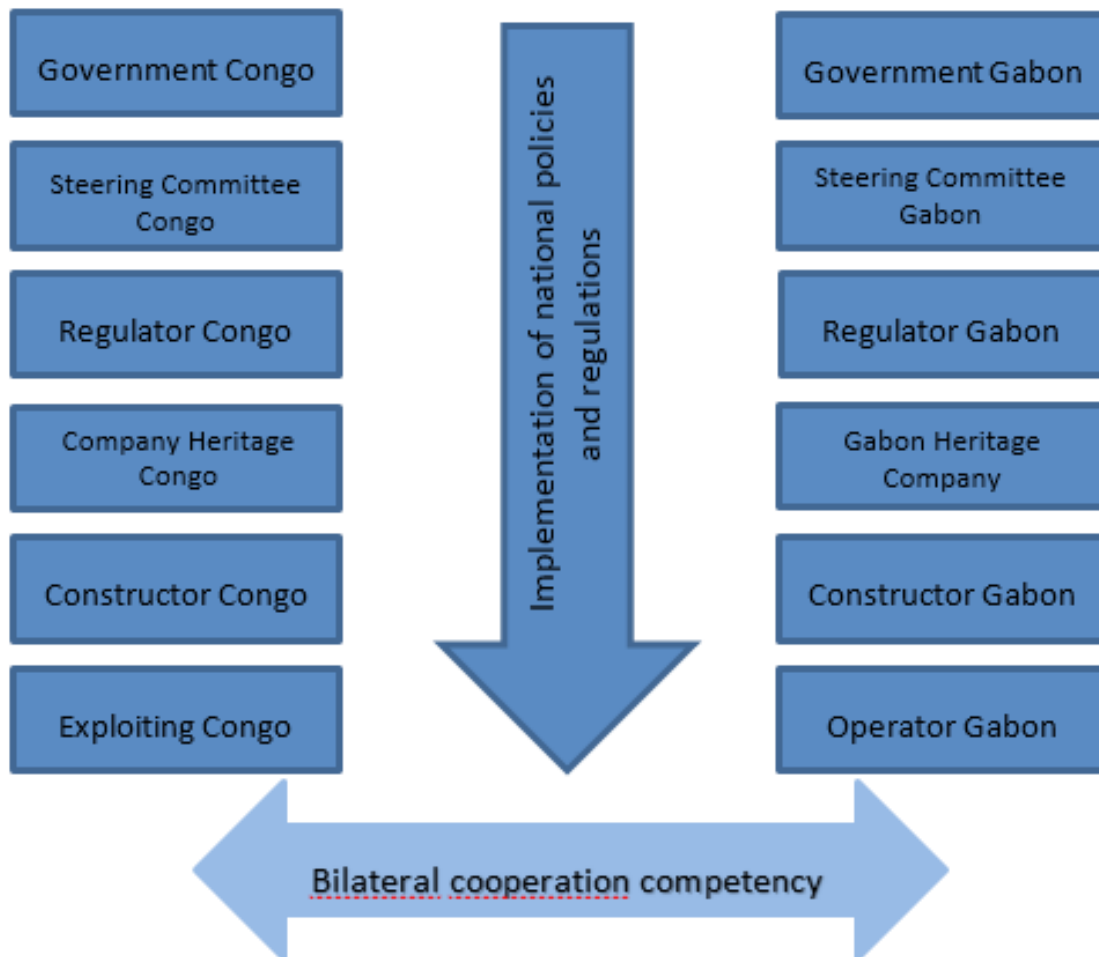 Government Congo
Steering Committee
Congo
Regulator Congo
Company Heritage
Congo
Constructor Congo
Exploiting Congo
Implementation of national policies
and regulations
Government Gabon
Steering Committee
Gabon
Regulator Gabon
Gabon Heritage
Company
Constructor Gabon
Operator Gabon
Bilateral cooperation competency